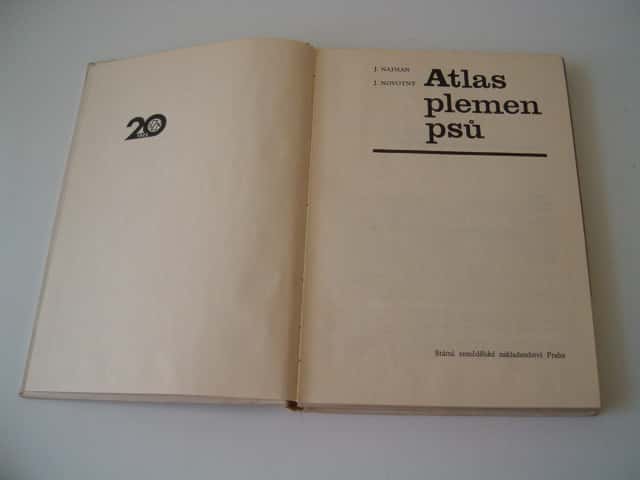 20
J. NAJMAN
J. NOVOTNÝ
Atlas
plemen
psů
Státní zemědělské nakladatelství Praha